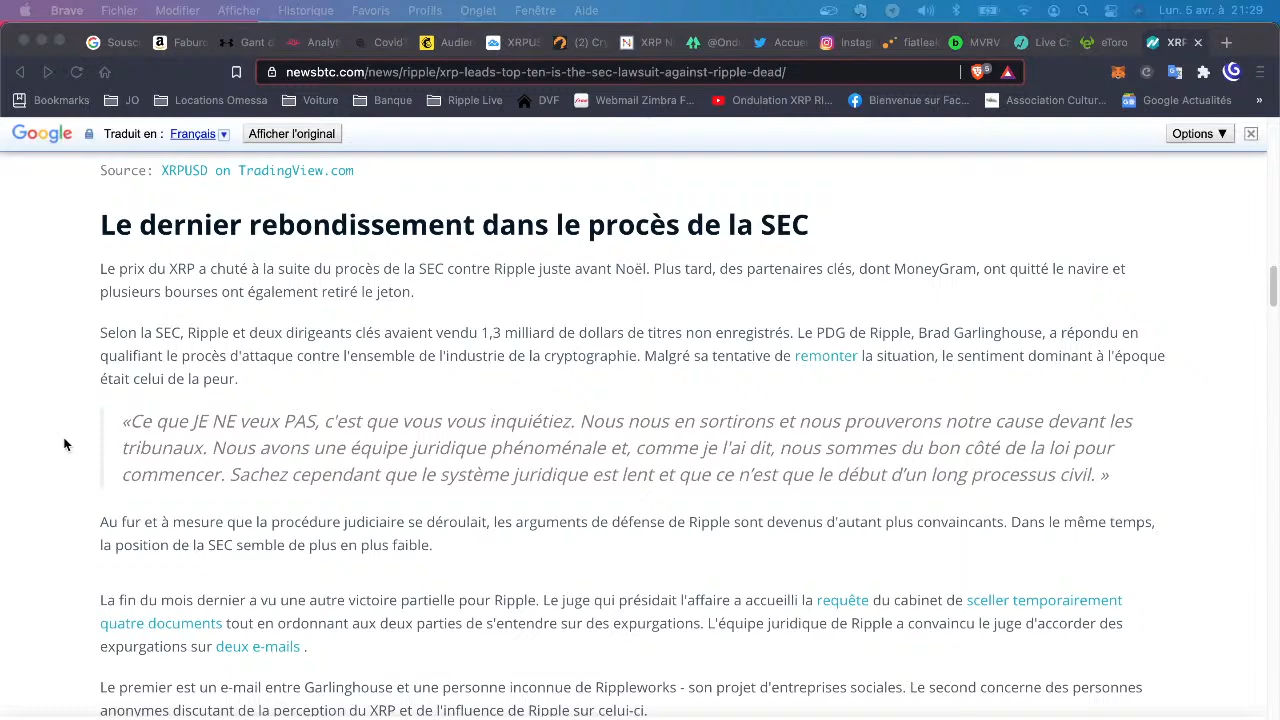 Brave Fichier Modifier Afficher Historique Favoris Profils Onglet Fenêtre Aide Lun. 5 avr. à 21:29
Sousc Faburo Gant d Analyt Covid Audien XRPUS (2) Cry XRP N @Ondu Accue Instag fiatleak MVRV Live C eToro XRF
newsbtc.com/news/ripple/xrp-leads-top-ten-is-the-sec-lawsuit-against-ripple-dead/
Bookmarks JO Locations Omessa Voiture Banque Ripple Live DVF Webmail Zimbra F... Ondulation XRP RI... Bienvenue sur Fac... Association Cultur... Google Actualités »
Google Traduit en : Français Afficher l'original Options ▼
Source: XRPUSD on TradingView.com
Le dernier rebondissement dans le procès de la SEC
Le prix du XRP a chuté à la suite du procès de la SEC contre Ripple juste avant Noël. Plus tard, des partenaires clés, dont MoneyGram, ont quitté le navire et
plusieurs bourses ont également retiré le jeton.
Selon la SEC, Ripple et deux dirigeants clés avaient vendu 1,3 milliard de dollars de titres non enregistrés. Le PDG de Ripple, Brad Garlinghouse, a répondu en
qualifiant le procès d'attaque contre l'ensemble de l'industrie de la cryptographie. Malgré sa tentative de remonter la situation, le sentiment dominant à l'époque
était celui de la peur.
«Ce que JE NE veux PAS, c'est que vous vous inquiétiez. Nous nous en sortirons et nous prouverons notre cause devant les
tribunaux. Nous avons une équipe juridique phénoménale et, comme je l'ai dit, nous sommes du bon côté de la loi pour
commencer. Sachez cependant que le système juridique est lent et que ce n’est que le début d’un long processus civil. »
Au fur et à mesure que la procédure judiciaire se déroulait, les arguments de défense de Ripple sont devenus d'autant plus convaincants. Dans le même temps,
la position de la SEC semble de plus en plus faible.
La fin du mois dernier a vu une autre victoire partielle pour Ripple. Le juge qui présidait l'affaire a accueilli la requête du cabinet de sceller temporairement
quatre documents tout en ordonnant aux deux parties de s'entendre sur des expurgations. L'équipe juridique de Ripple a convaincu le juge d'accorder des
expurgations sur deux e-mails .
Le premier est un e-mail entre Garlinghouse et une personne inconnue de Rippleworks - son projet d'entreprises sociales. Le second concerne des personnes
anonymes discutant de la perception du XRP et de l'influence de Ripple sur celui-ci.